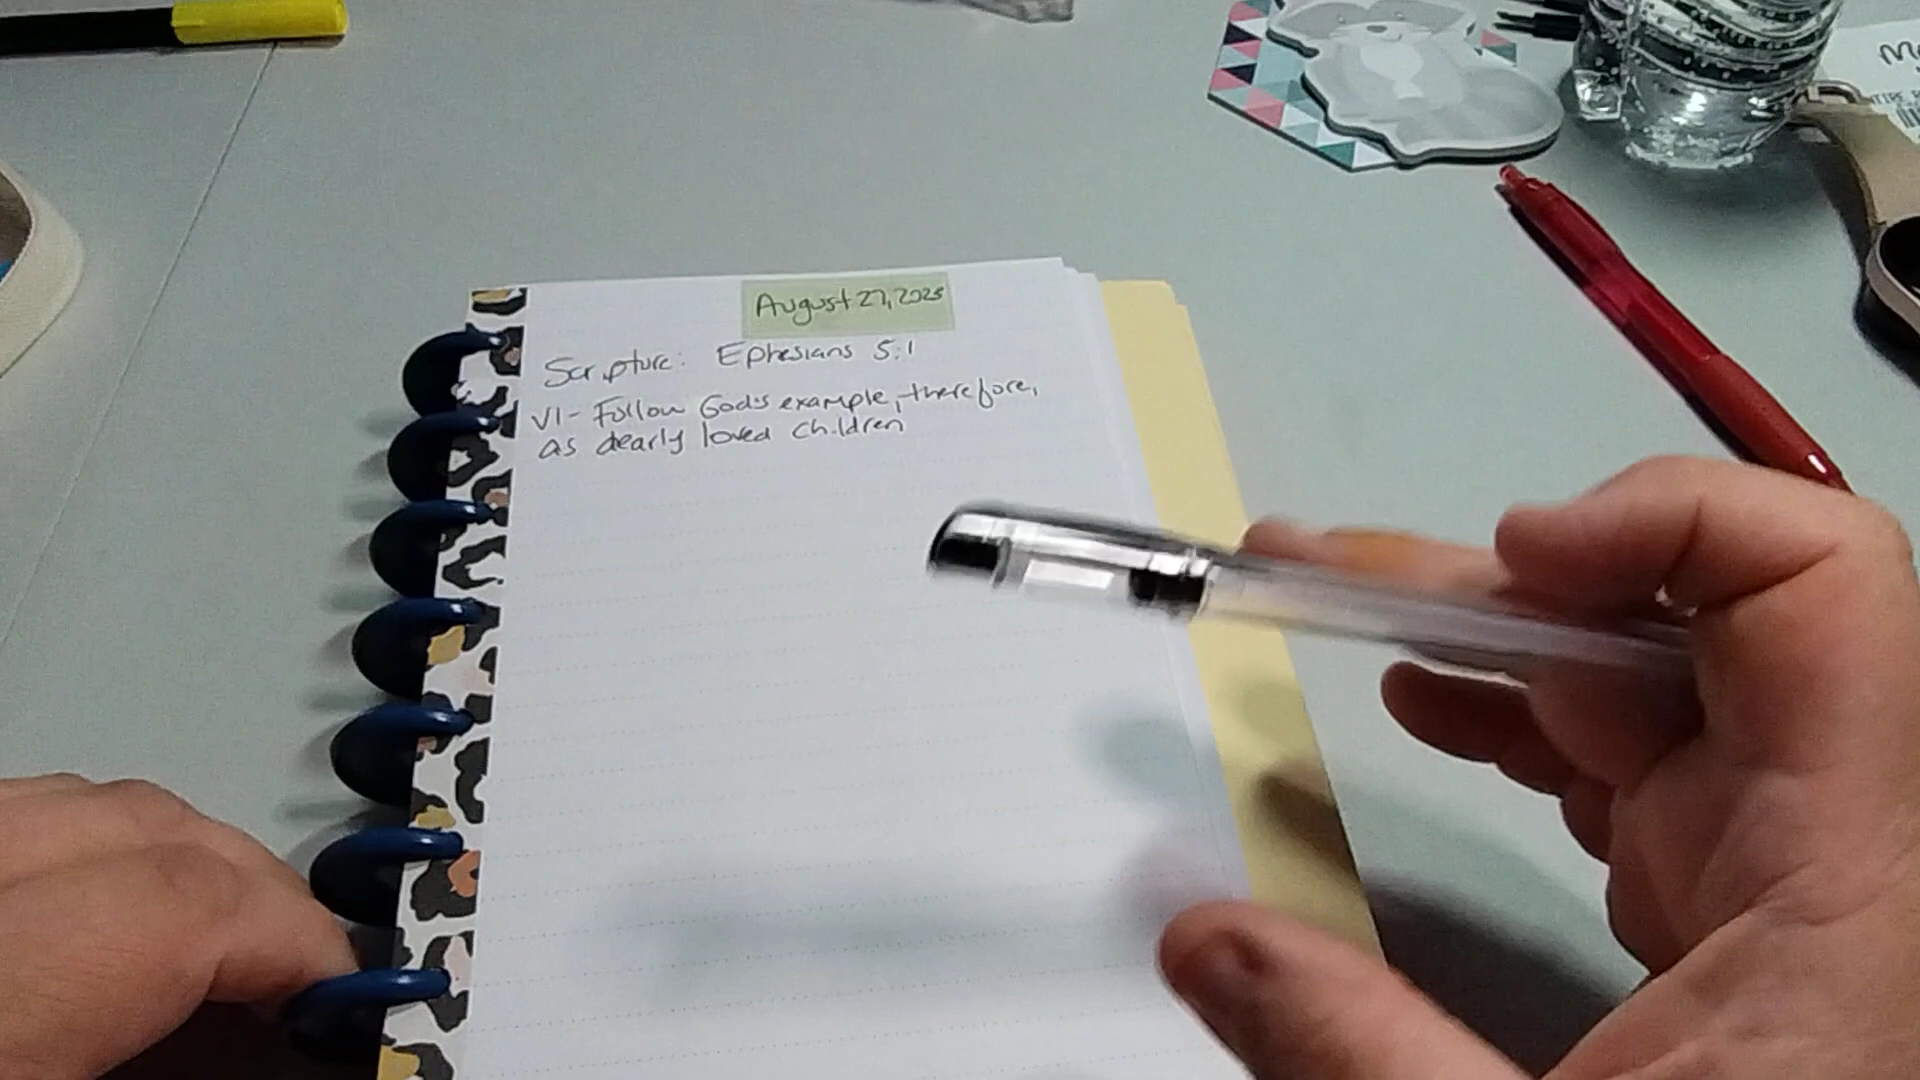 August 27, 2025
Scripture: Ephesians 5:1
V1- Follow God's example, therefore,
as dearly loved children